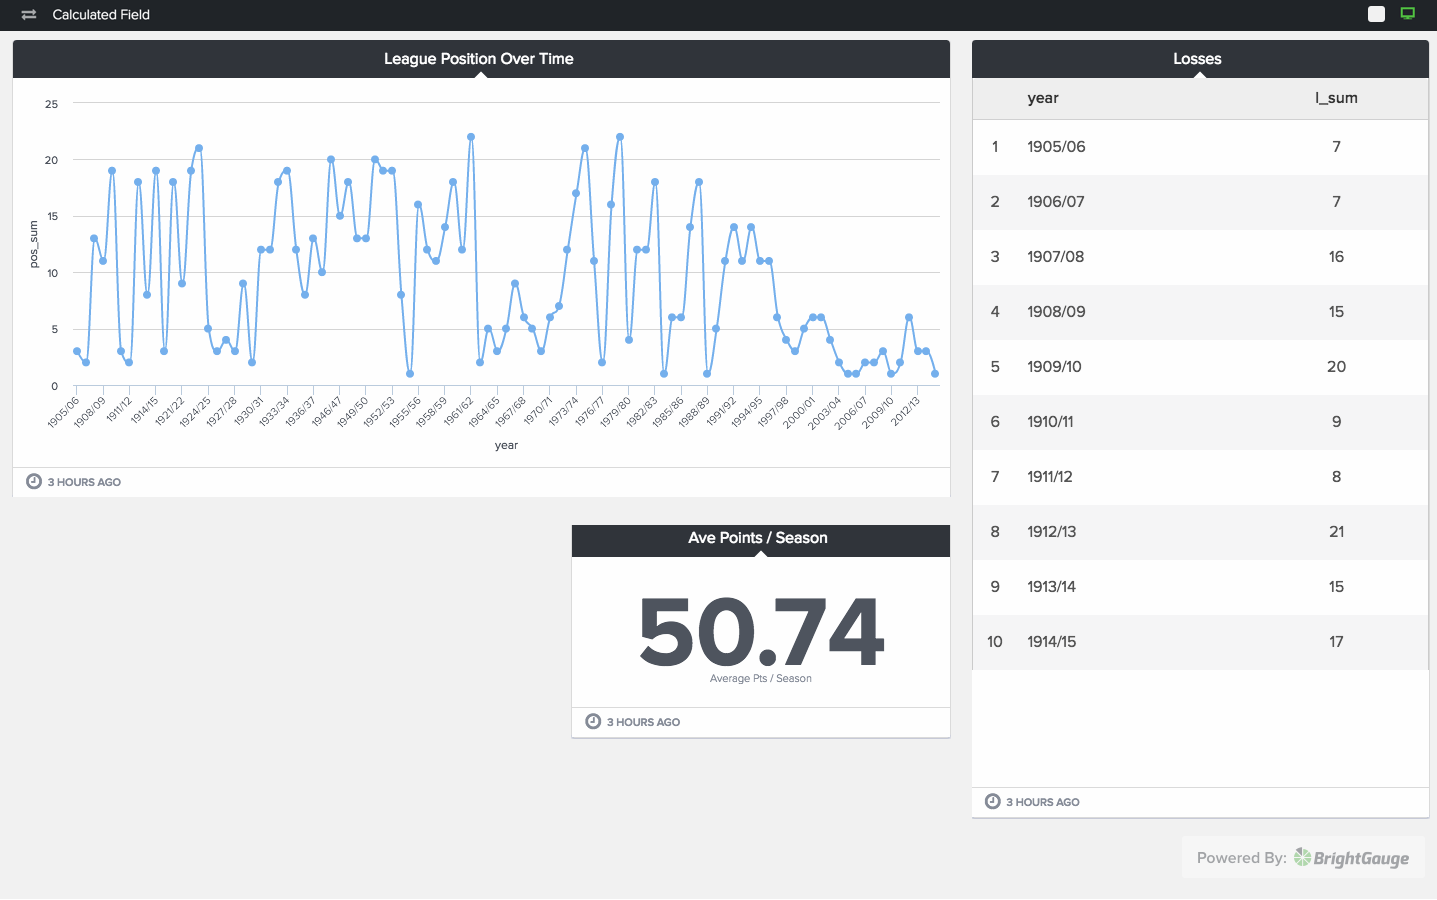 Calculated Field
League Position Over Time
25
20
15
10
5
0
pos_sum
1905/06 1908/09 1911/12 1914/15 1921/22 1924/25 1927/28 1930/31 1933/34 1936/37 1946/47 1949/50 1952/53 1955/56 1958/59 1961/62 1964/65 1967/68 1970/71 1973/74 1976/77 1979/80 1982/83 1985/86 1988/89 1991/92 1994/95 1997/98 2000/01 2003/04 2006/07 2009/10 2012/13
year
3 HOURS AGO
Ave Points / Season
50.74
Average Pts / Season
3 HOURS AGO
Losses
year l_sum
1 1905/06 7
2 1906/07 7
3 1907/08 16
4 1908/09 15
5 1909/10 20
6 1910/11 9
7 1911/12 8
8 1912/13 21
9 1913/14 15
10 1914/15 17
3 HOURS AGO
Powered By: BrightGauge